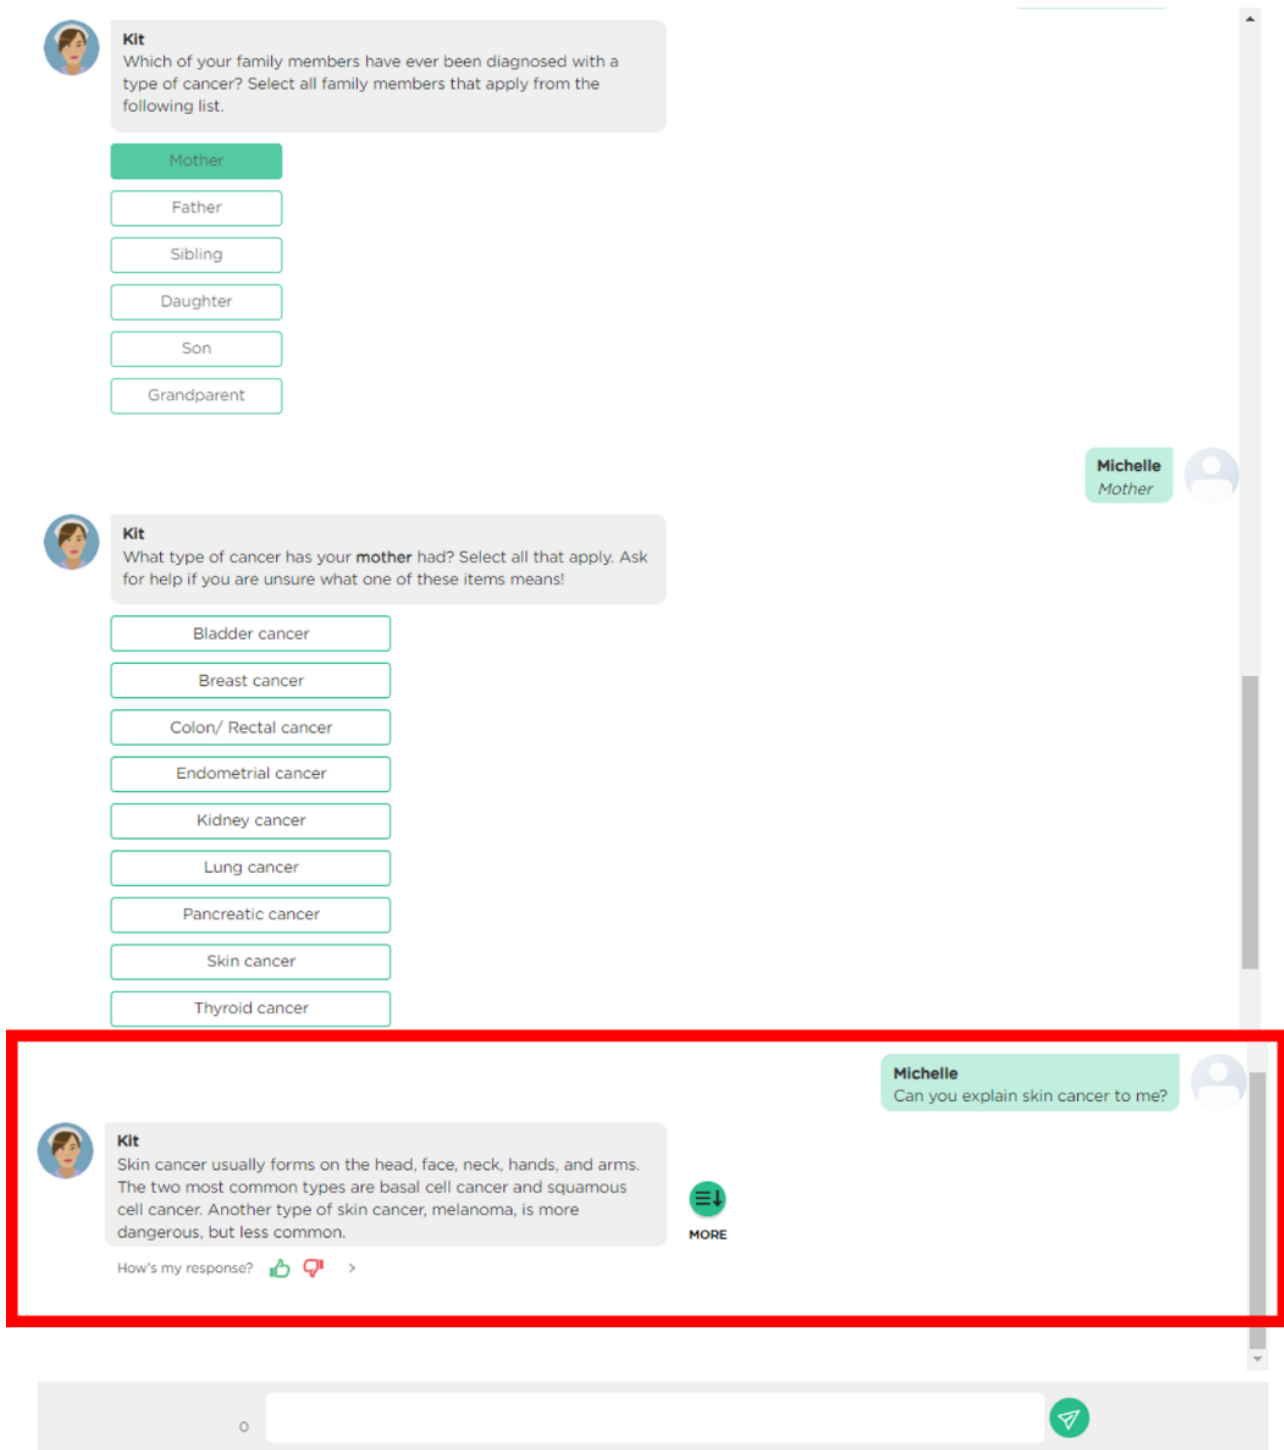 Kit
Which of your family members have ever been diagnosed with a
type of cancer? Select all family members that apply from the
following list.
Mother
Father
Sibling
Daughter
Son
Grandparent
Michelle
Mother
Kit
What type of cancer has your mother had? Select all that apply. Ask
for help if you are unsure what one of these items means!
Bladder cancer
Breast cancer
Colon/ Rectal cancer
Endometrial cancer
Kidney cancer
Lung cancer
Pancreatic cancer
Skin cancer
Thyroid cancer
Michelle
Can you explain skin cancer to me?
Kit
Skin cancer usually forms on the head, face, neck, hands, and arms.
The two most common types are basal cell cancer and squamous
cell cancer. Another type of skin cancer, melanoma, is more
dangerous, but less common.
MORE
How's my response?
0